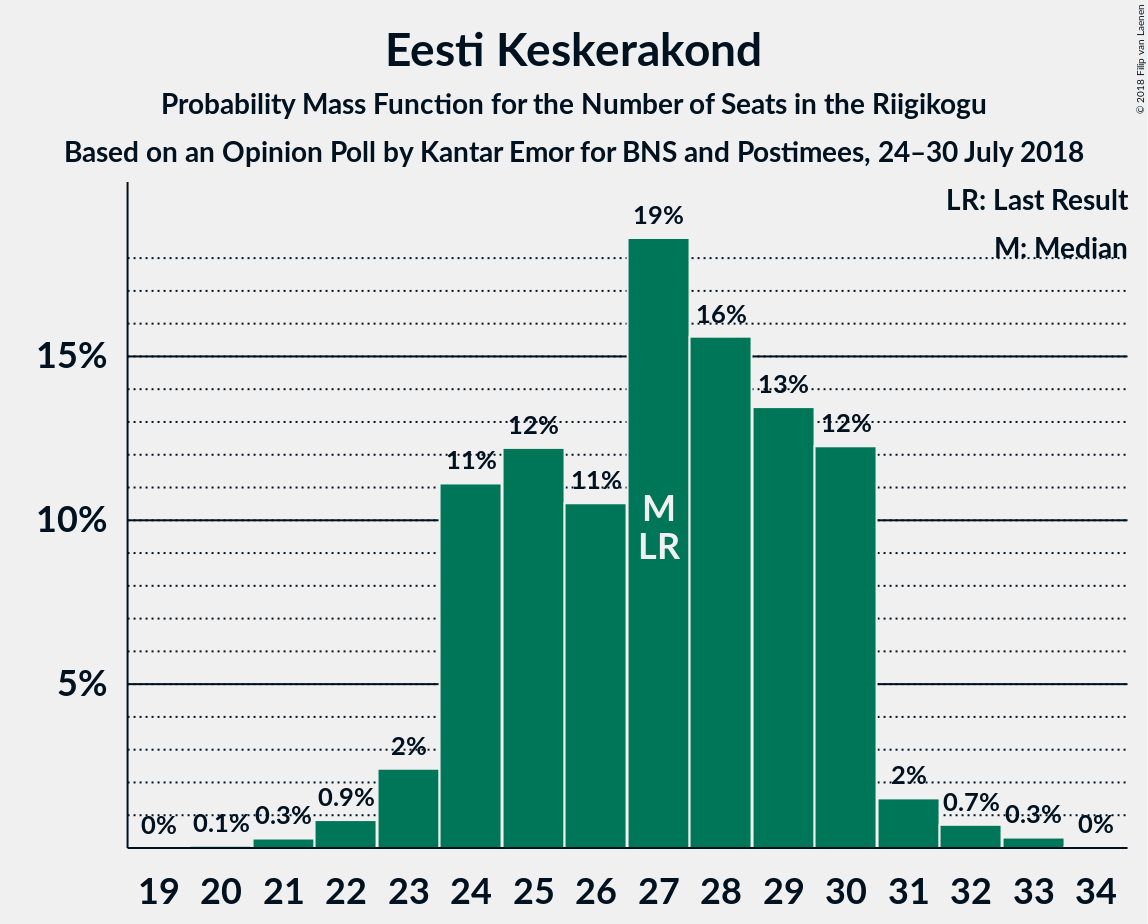 Eesti Keskerakond
Probability Mass Function for the Number of Seats in the Riigikogu
Based on an Opinion Poll by Kantar Emor for BNS and Postimees, 24–30 July 2018
© 2018 Filip van Laenen
LR: Last Result
M: Median
15%
10%
5%
0%
0.1%
0.3%
0.9%
2%
11%
12%
11%
19%
16%
13%
12%
2%
0.7%
0.3%
0%
M
LR
19 20 21 22 23 24 25 26 27 28 29 30 31 32 33 34